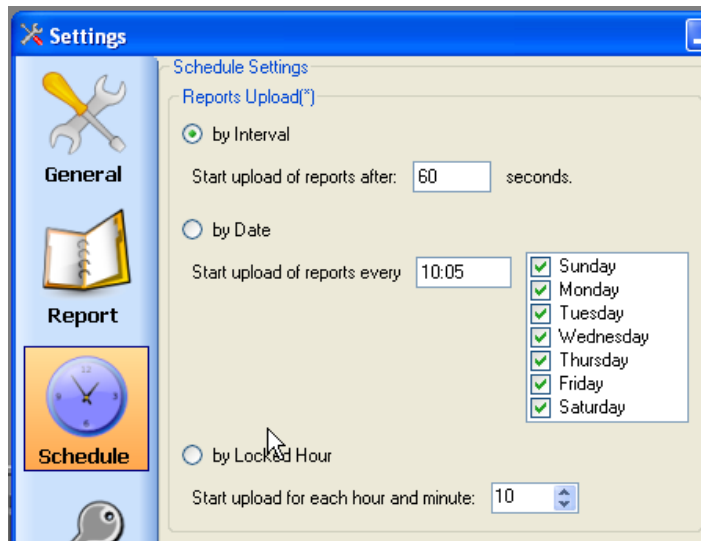 Settings
General
Report
Schedule
Schedule Settings
Reports Upload(*)
by Interval
Start upload of reports after: 60 seconds.
by Date
Start upload of reports every 10:05
Sunday
Monday
Tuesday
Wednesday
Thursday
Friday
Saturday
by Locked Hour
Start upload for each hour and minute: 10